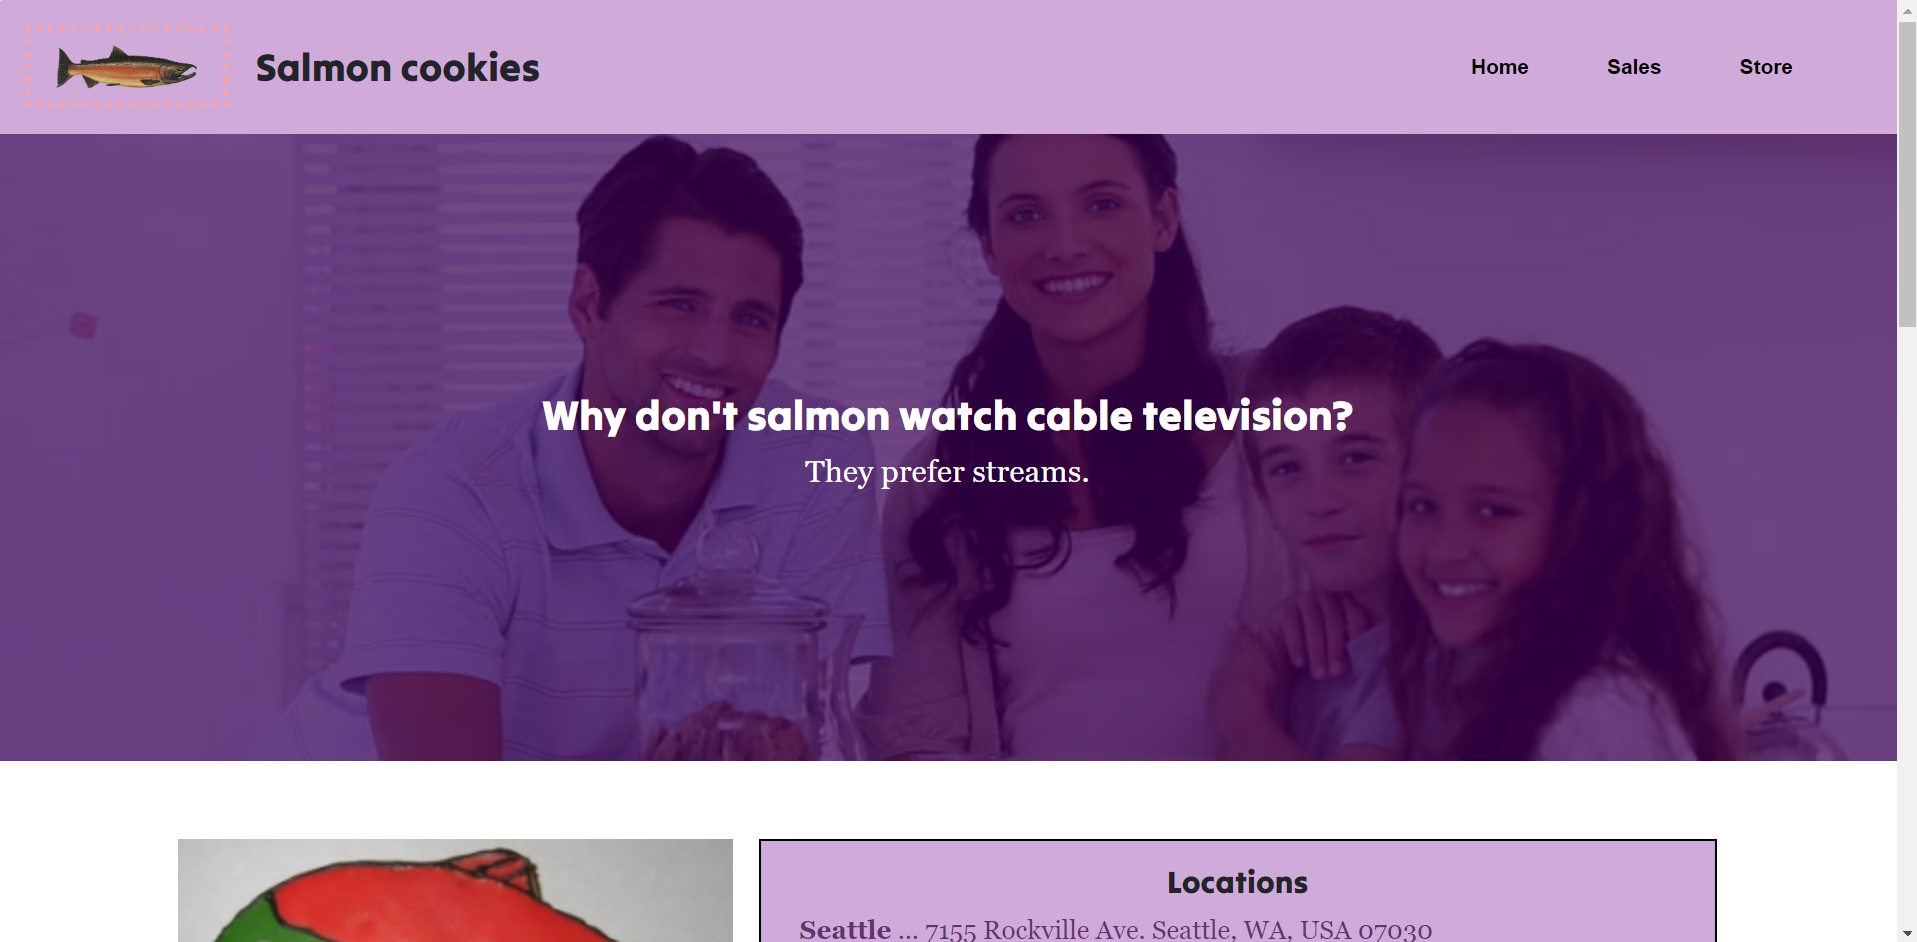 Salmon cookies
Home
Sales
Store
Why don't salmon watch cable television?
They prefer streams.
Locations
Seattle ... 7155 Rockville Ave. Seattle, WA, USA 07030